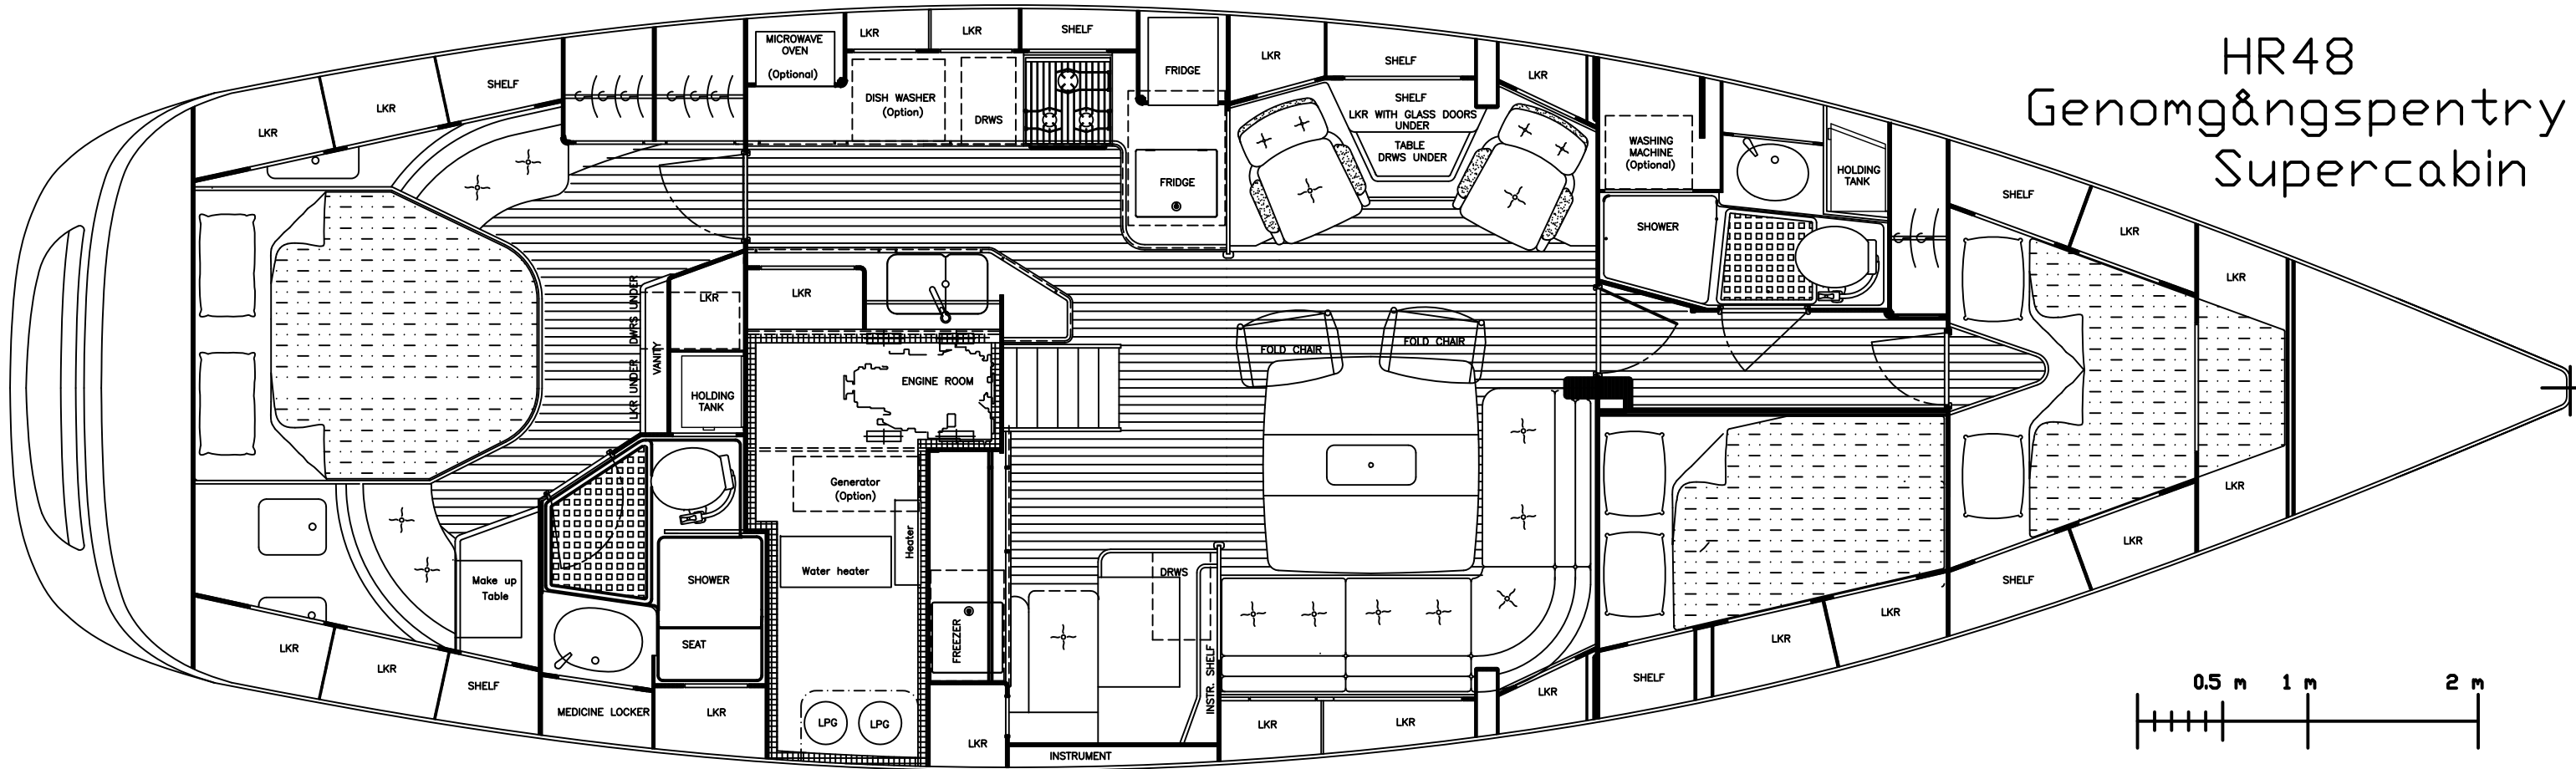 HR48
Genomgångspentry
Supercabin
LKR
LKR
SHELF
MICROWAVE
OVEN
(Optional)
LKR
LKR
SHELF
DISH WASHER
(Option)
DRWS
FRIDGE
FRIDGE
LKR
SHELF
SHELF
LKR WITH GLASS DOORS
UNDER
TABLE
DRWS UNDER
LKR
WASHING
MACHINE
(Optional)
HOLDING
TANK
SHOWER
SHELF
LKR
LKR
LKR UNDER
DWRS UNDER
VANITY
LKR
HOLDING
TANK
LKR
ENGINE ROOM
FOLD CHAIR
FOLD CHAIR
Generator
(Option)
Heater
Water heater
Make up
Table
SHOWER
SEAT
FREEZER
DRWS
INSTR. SHELF
LKR
LKR
SHELF
MEDICINE LOCKER
LKR
LPG
LPG
LKR
INSTRUMENT
LKR
LKR
LKR
SHELF
LKR
LKR
SHELF
LKR
LKR
0.5 m
1 m
2 m